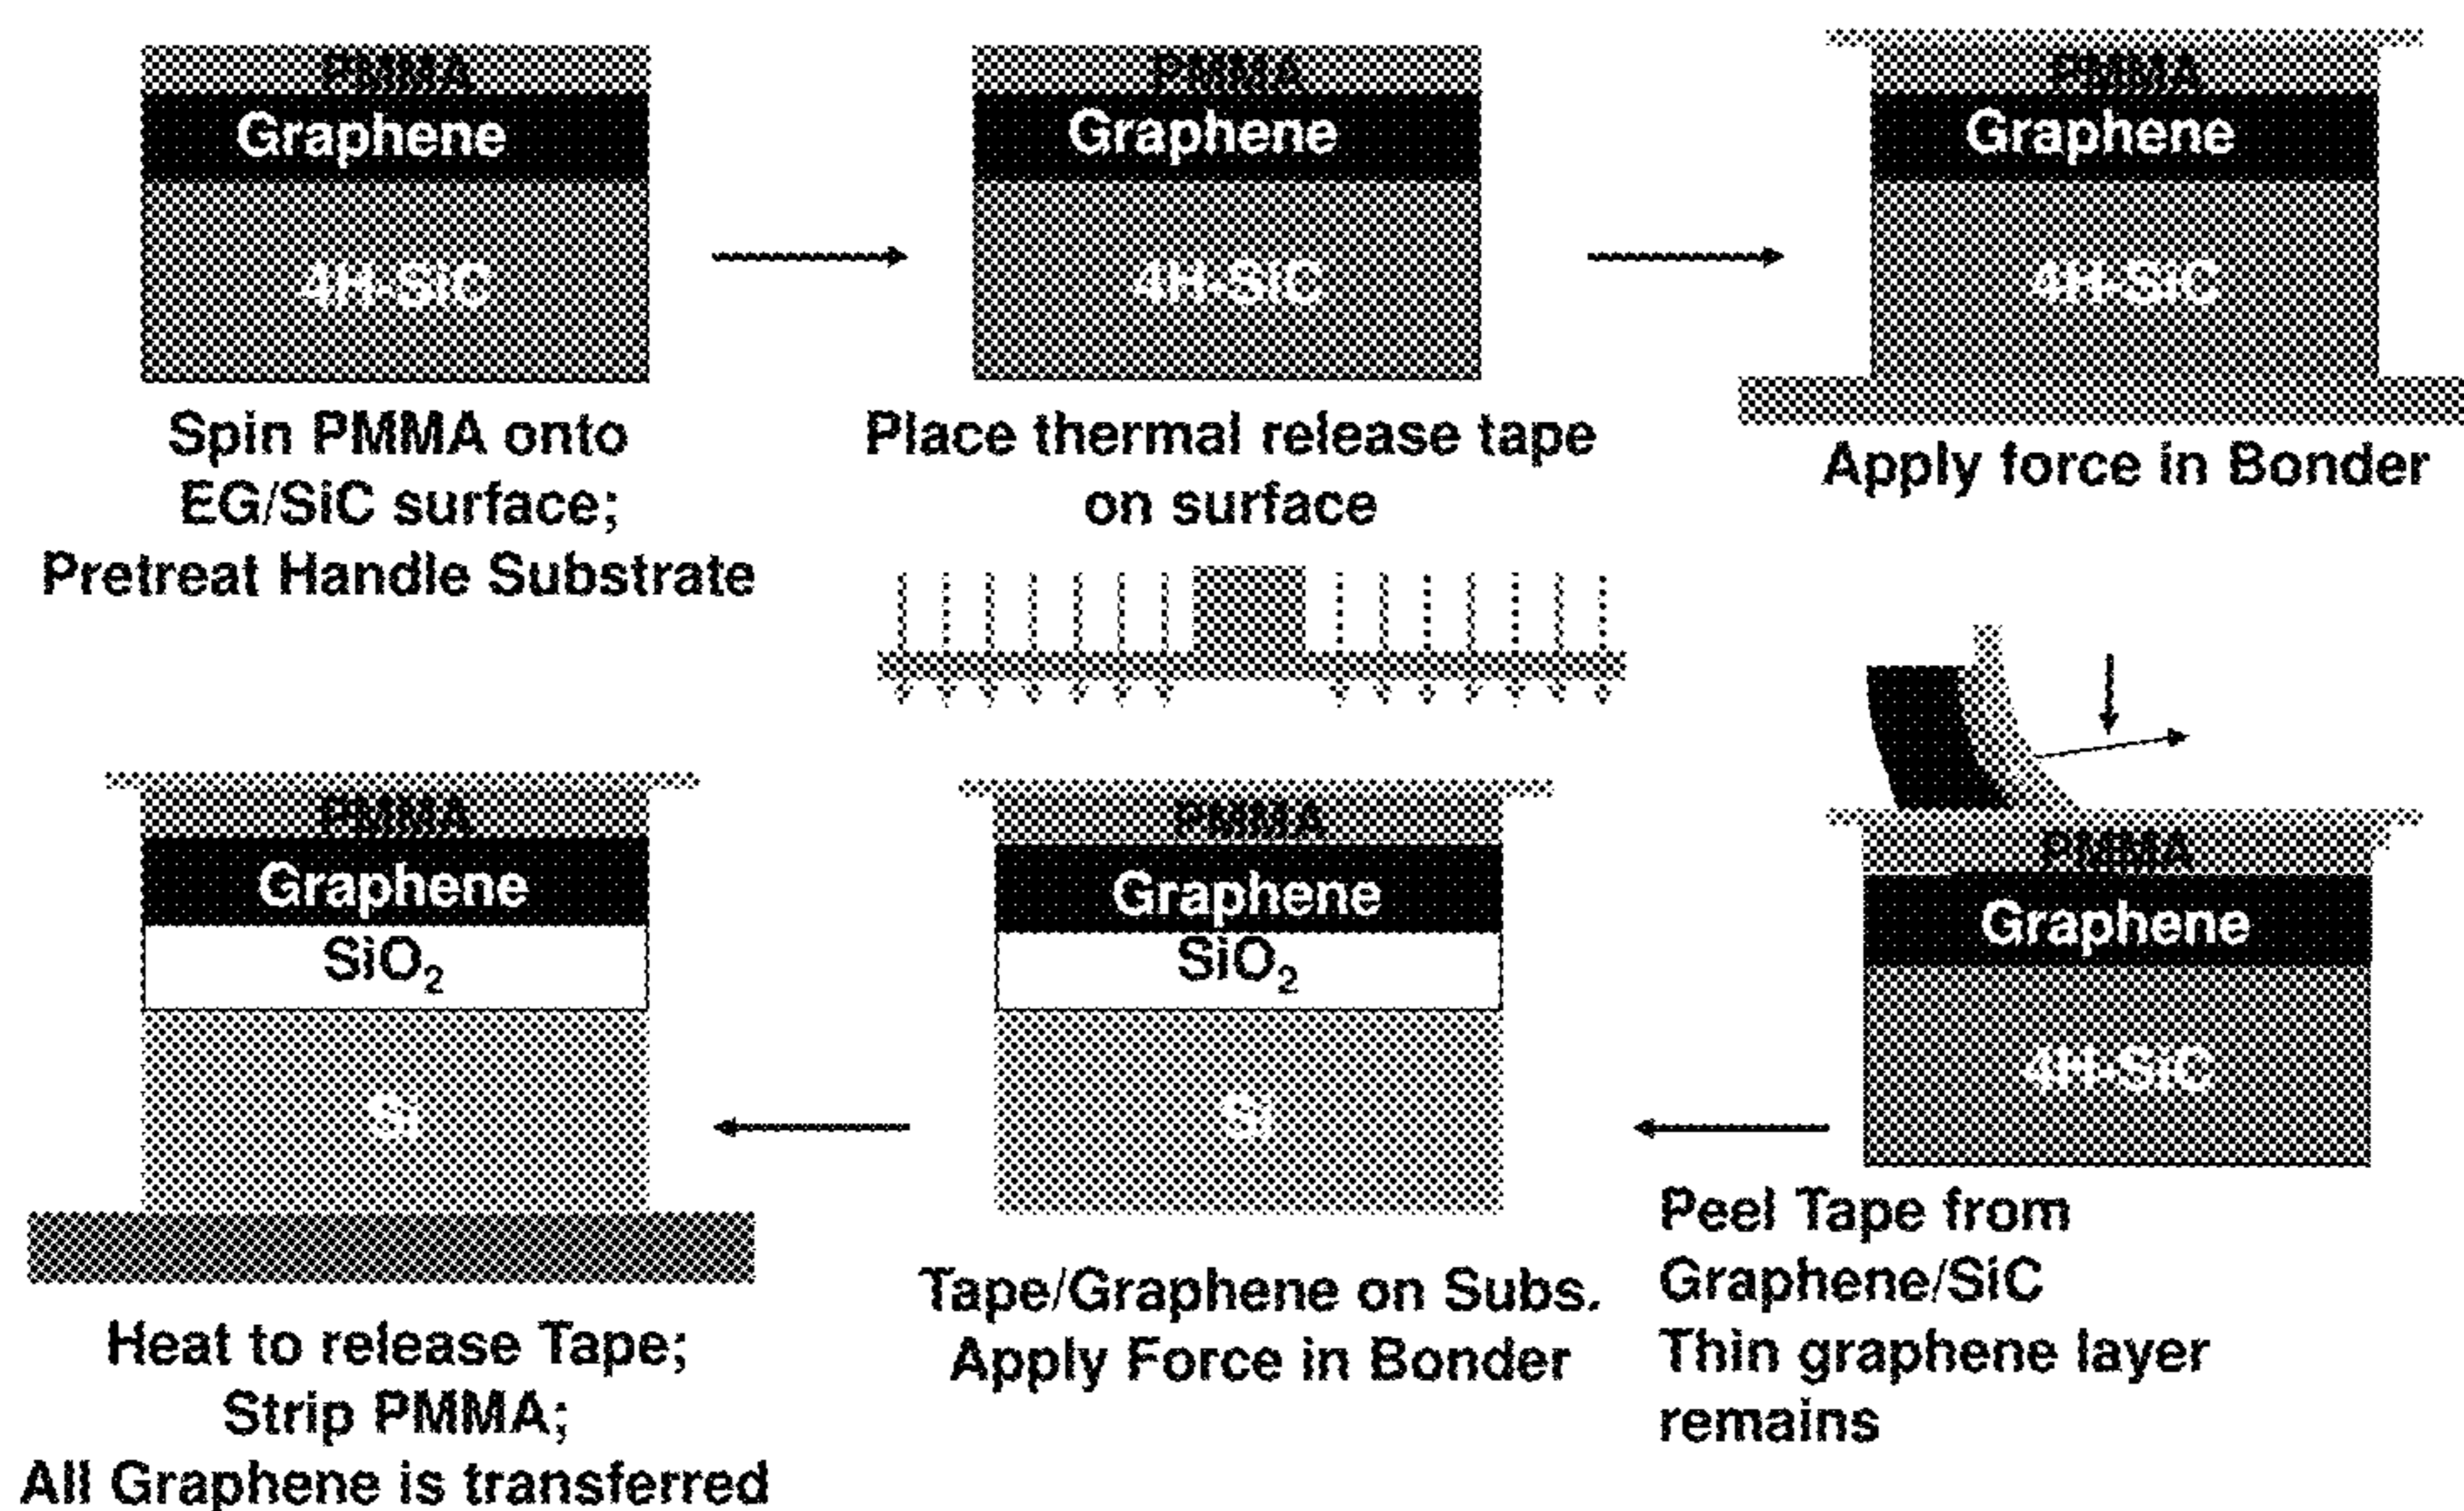 PMMA
Graphene
4H-SiC
Spin PMMA onto
EG/SiC surface;
Pretreat Handle Substrate
PMMA
Graphene
4H-SiC
Place thermal release tape
on surface
PMMA
Graphene
4H-SiC
Apply force in Bonder
PMMA
Graphene
4H-SiC
Peel Tape from
Graphene/SiC
Thin graphene layer
remains
PMMA
Graphene
SiO₂
Si
Tape/Graphene on Subs.
Apply Force in Bonder
PMMA
Graphene
SiO₂
Si
Heat to release Tape;
Strip PMMA;
All Graphene is transferred